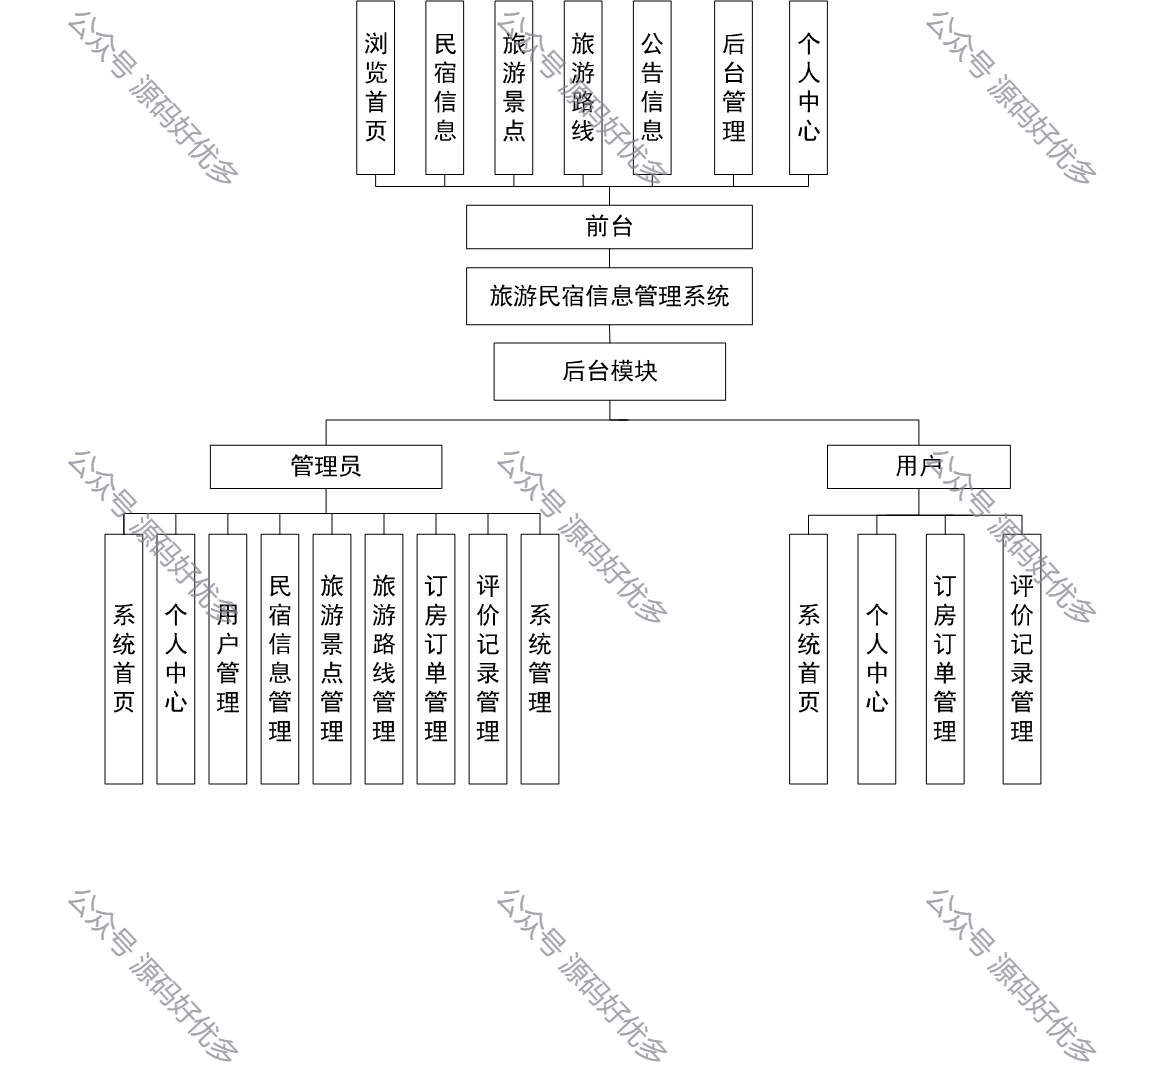 浏览首页
民宿信息
旅游景点
旅游路线
公告信息
后台管理
个人中心
前台
旅游民宿信息管理系统
后台模块
管理员
用户
系统首页
个人中心
用户管理
民宿信息管理
旅游景点管理
旅游路线管理
订房订单管理
评价记录管理
系统管理
系统首页
个人中心
订房订单管理
评价记录管理
公众号 源码好优多
公众号 源码好优多
公众号 源码好优多
公众号 源码好优多
公众号 源码好优多
公众号 源码好优多
公众号 源码好优多
公众号 源码好优多
公众号 源码好优多